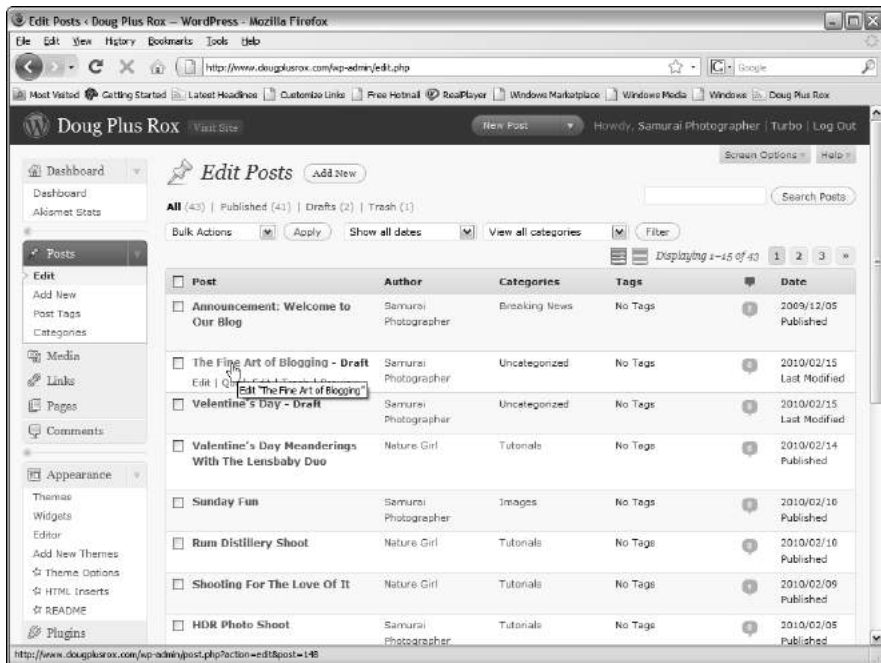 Edit Posts ‹ Doug Plus Rox — WordPress - Mozilla Firefox
File Edit View History Bookmarks Tools Help
http://www.dougplusrox.com/wp-admin/edit.php
Google
Most Visited Getting Started Latest Headlines Customize Links Free Hotmail RealPlayer Windows Marketplace Windows Media Windows Doug Plus Rox
Doug Plus Rox Visit Site New Post Howdy, Samurai Photographer | Turbo | Log Out
Screen Options Help
Dashboard
Dashboard
Akismet Stats
Posts
Edit
Add New
Post Tags
Categories
Media
Links
Pages
Comments
Appearance
Themes
Widgets
Editor
Add New Themes
Theme Options
HTML Inserts
README
Plugins
Edit Posts Add New
Search Posts
All (43) | Published (41) | Drafts (2) | Trash (1)
Bulk Actions Apply Show all dates View all categories Filter
Displaying 1–15 of 43 1 2 3 »
Post Author Categories Tags Date
Announcement: Welcome to Our Blog Samurai Photographer Breaking News No Tags 2009/12/05 Published
The Fine Art of Blogging - Draft Samurai Photographer Uncategorized No Tags 2010/02/15 Last Modified
Edit |
Edit "The Fine Art of Blogging"
Velentine's Day - Draft Samurai Photographer Uncategorized No Tags 2010/02/15 Last Modified
Valentine's Day Meanderings With The Lensbaby Duo Nature Girl Tutorials No Tags 2010/02/14 Published
Sunday Fun Samurai Photographer Images No Tags 2010/02/10 Published
Rum Distillery Shoot Nature Girl Tutorials No Tags 2010/02/10 Published
Shooting For The Love Of It Nature Girl Tutorials No Tags 2010/02/09 Published
HDR Photo Shoot Samurai Photographer Tutorials No Tags 2010/02/05 Published
http://www.dougplusrox.com/wp-admin/post.php?action=edit&post=148